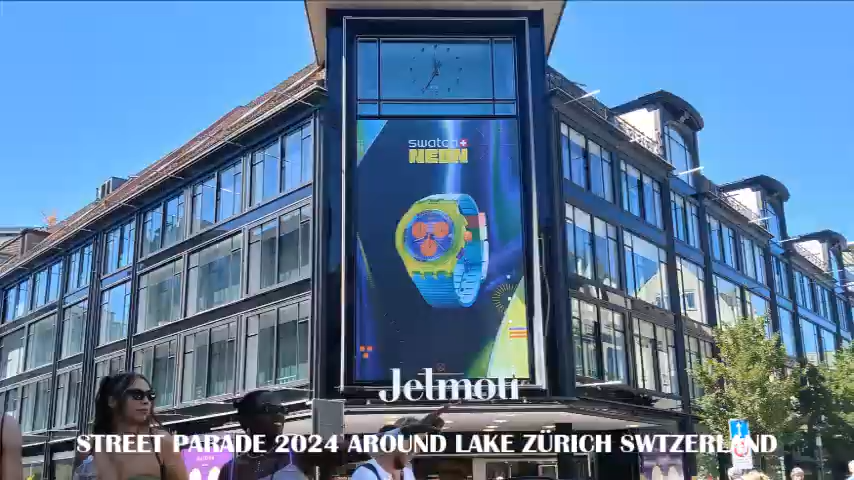 swatch
NEON
Jelmoli
STREET PARADE 2024 AROUND LAKE ZÜRICH SWTZERLAND